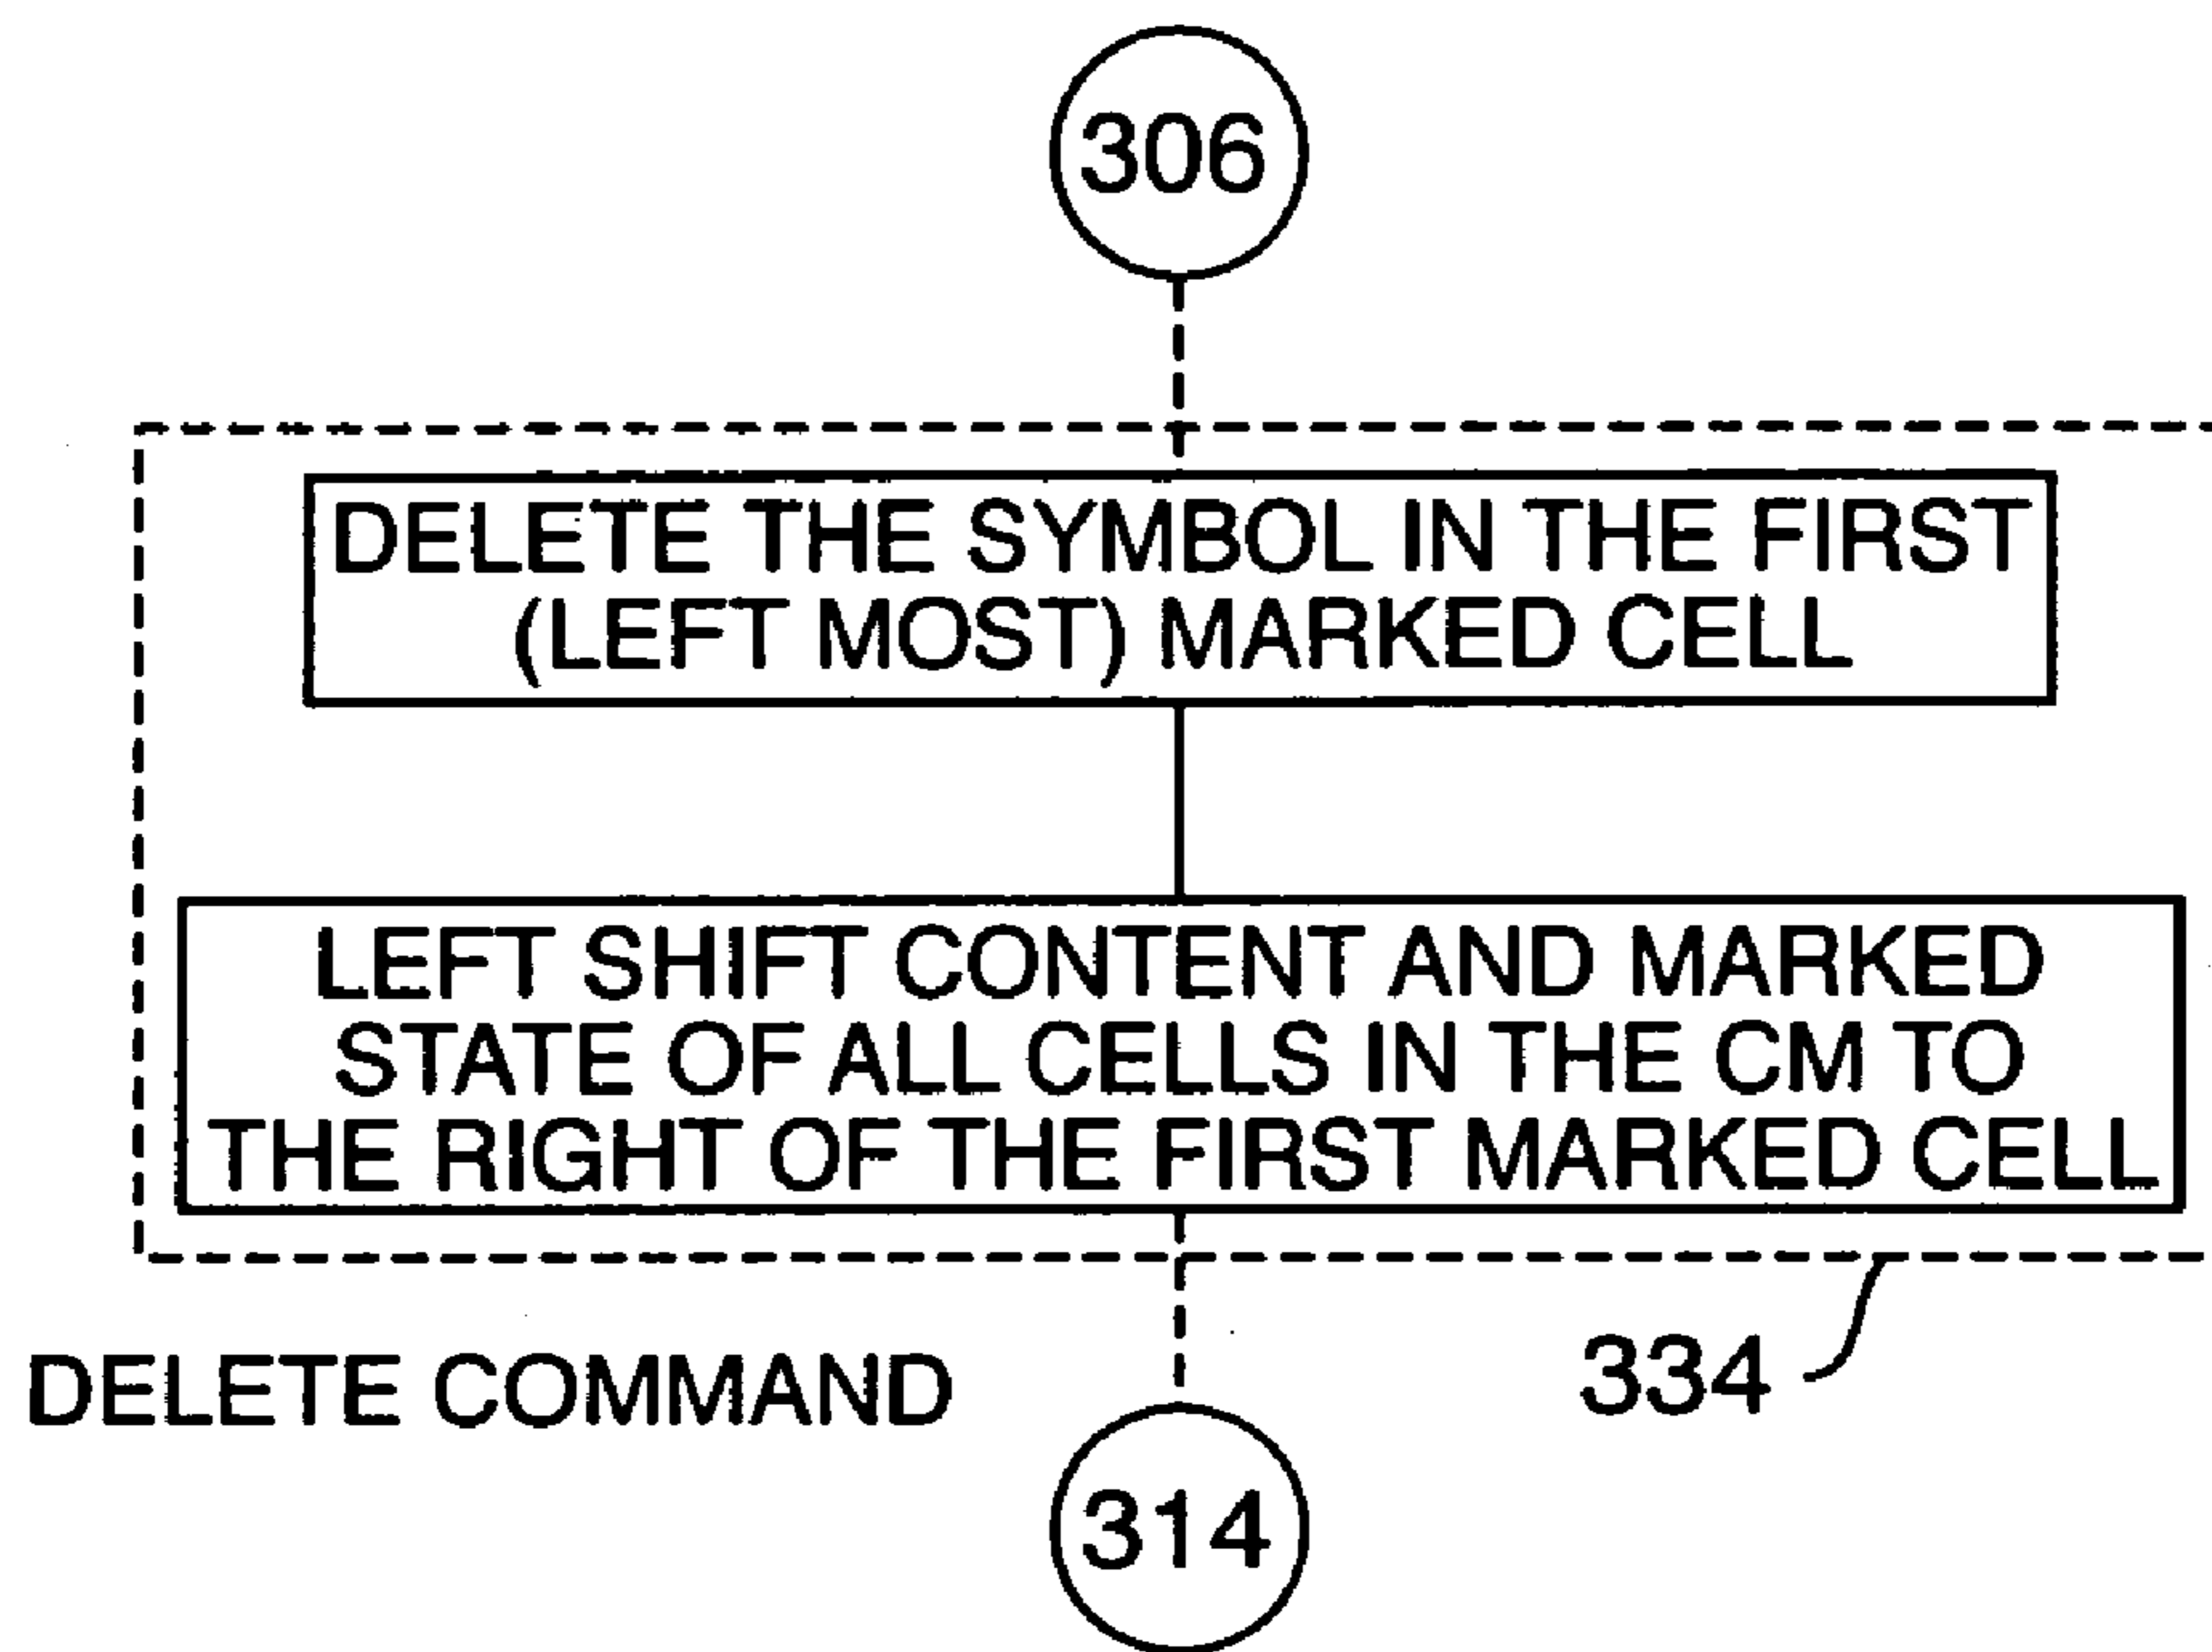 306
DELETE THE SYMBOL IN THE FIRST
(LEFT MOST) MARKED CELL
LEFT SHIFT CONTENT AND MARKED
STATE OF ALL CELLS IN THE CM TO
THE RIGHT OF THE FIRST MARKED CELL
DELETE COMMAND
334
314